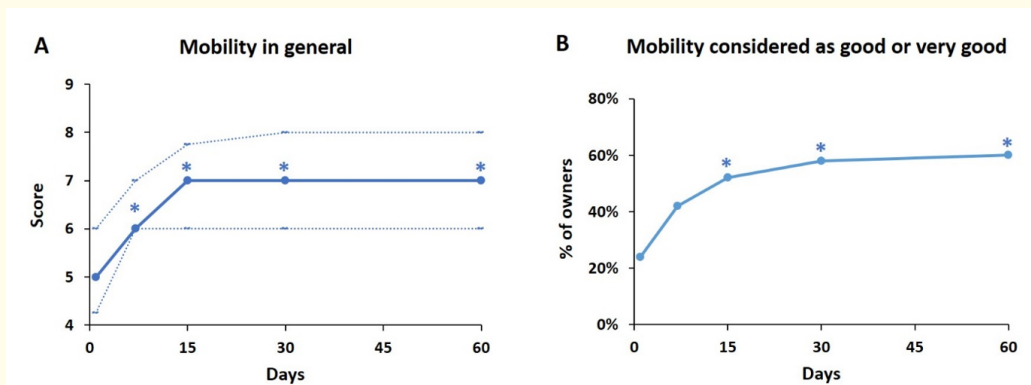 A
Mobility in general
9
8
7
6
5
4
Score
* * * *
0 15 30 45 60
Days
B
Mobility considered as good or very good
80%
60%
40%
20%
0%
% of owners
* * *
0 15 30 45 60
Days